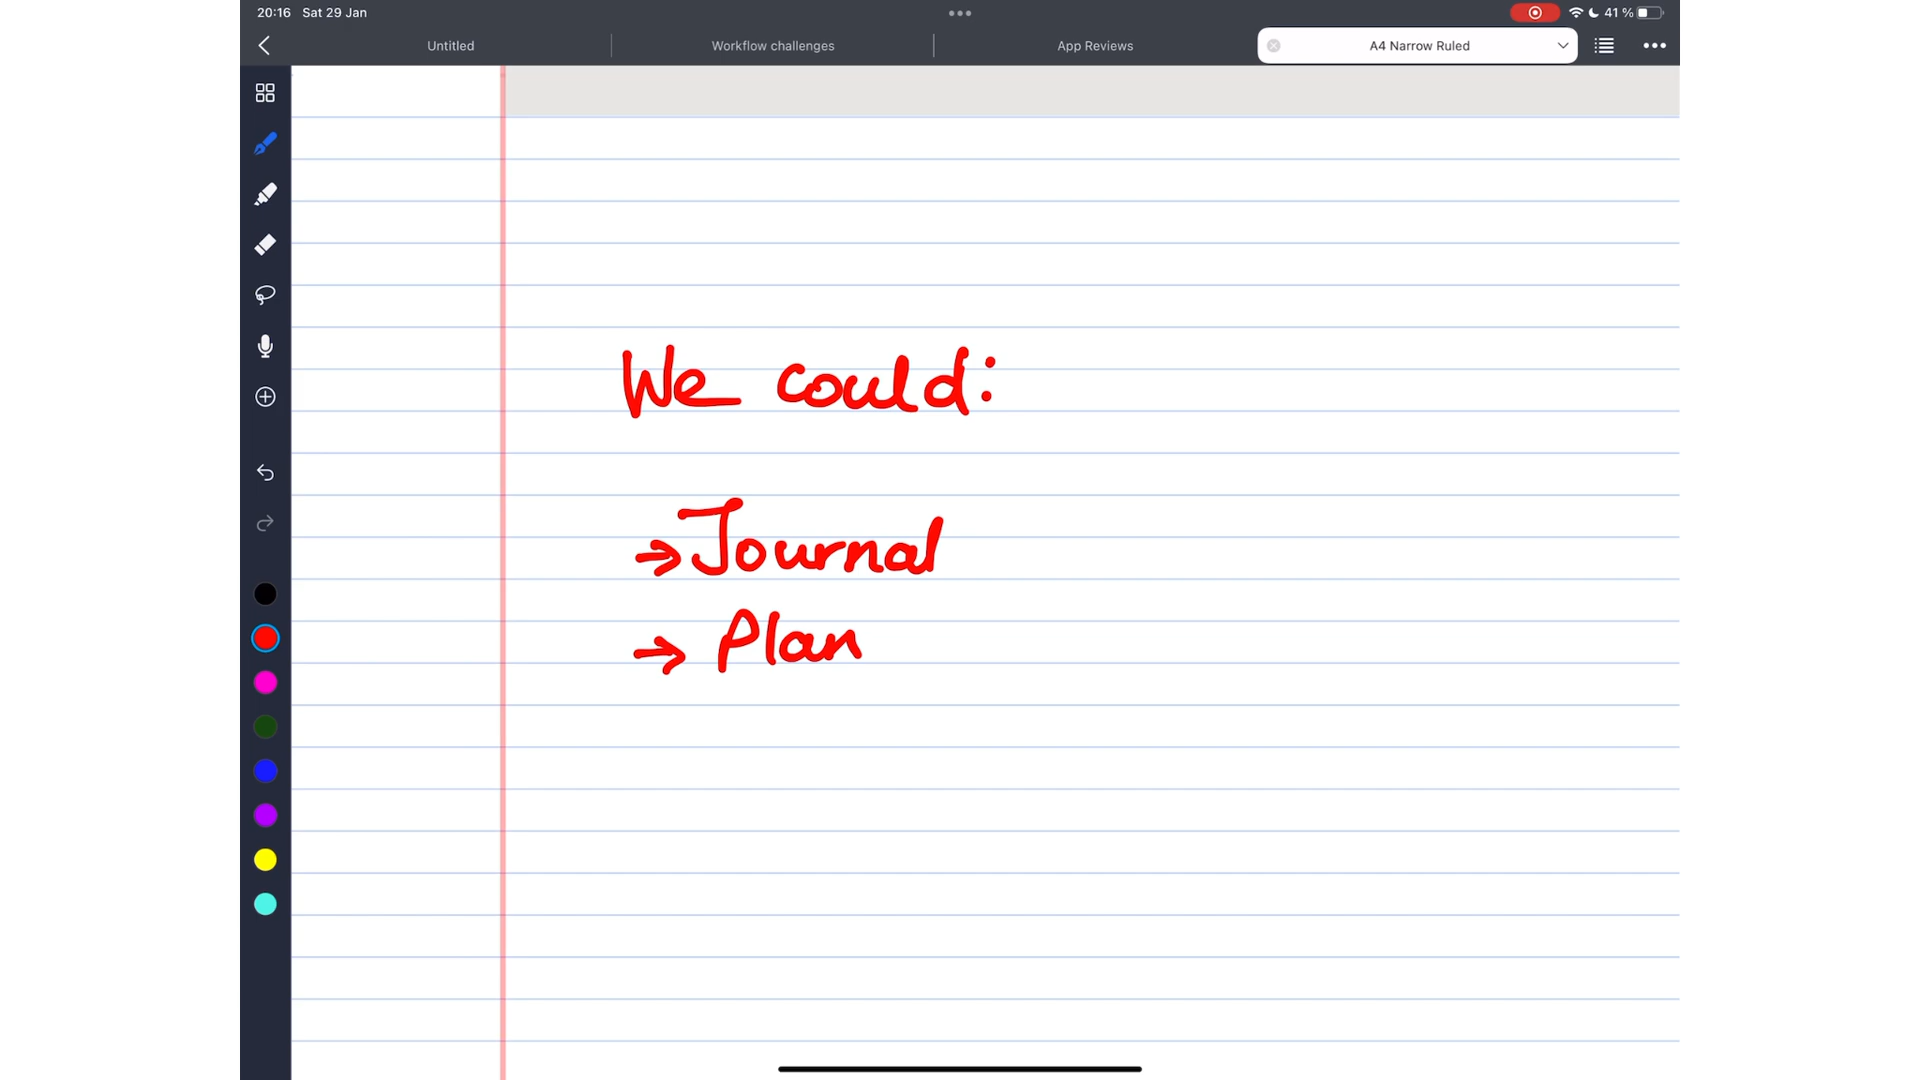 20:16 Sat 29 Jan
41 %
Untitled
Workflow challenges
App Reviews
A4 Narrow Ruled
We could:
→ Journal
→ Plan